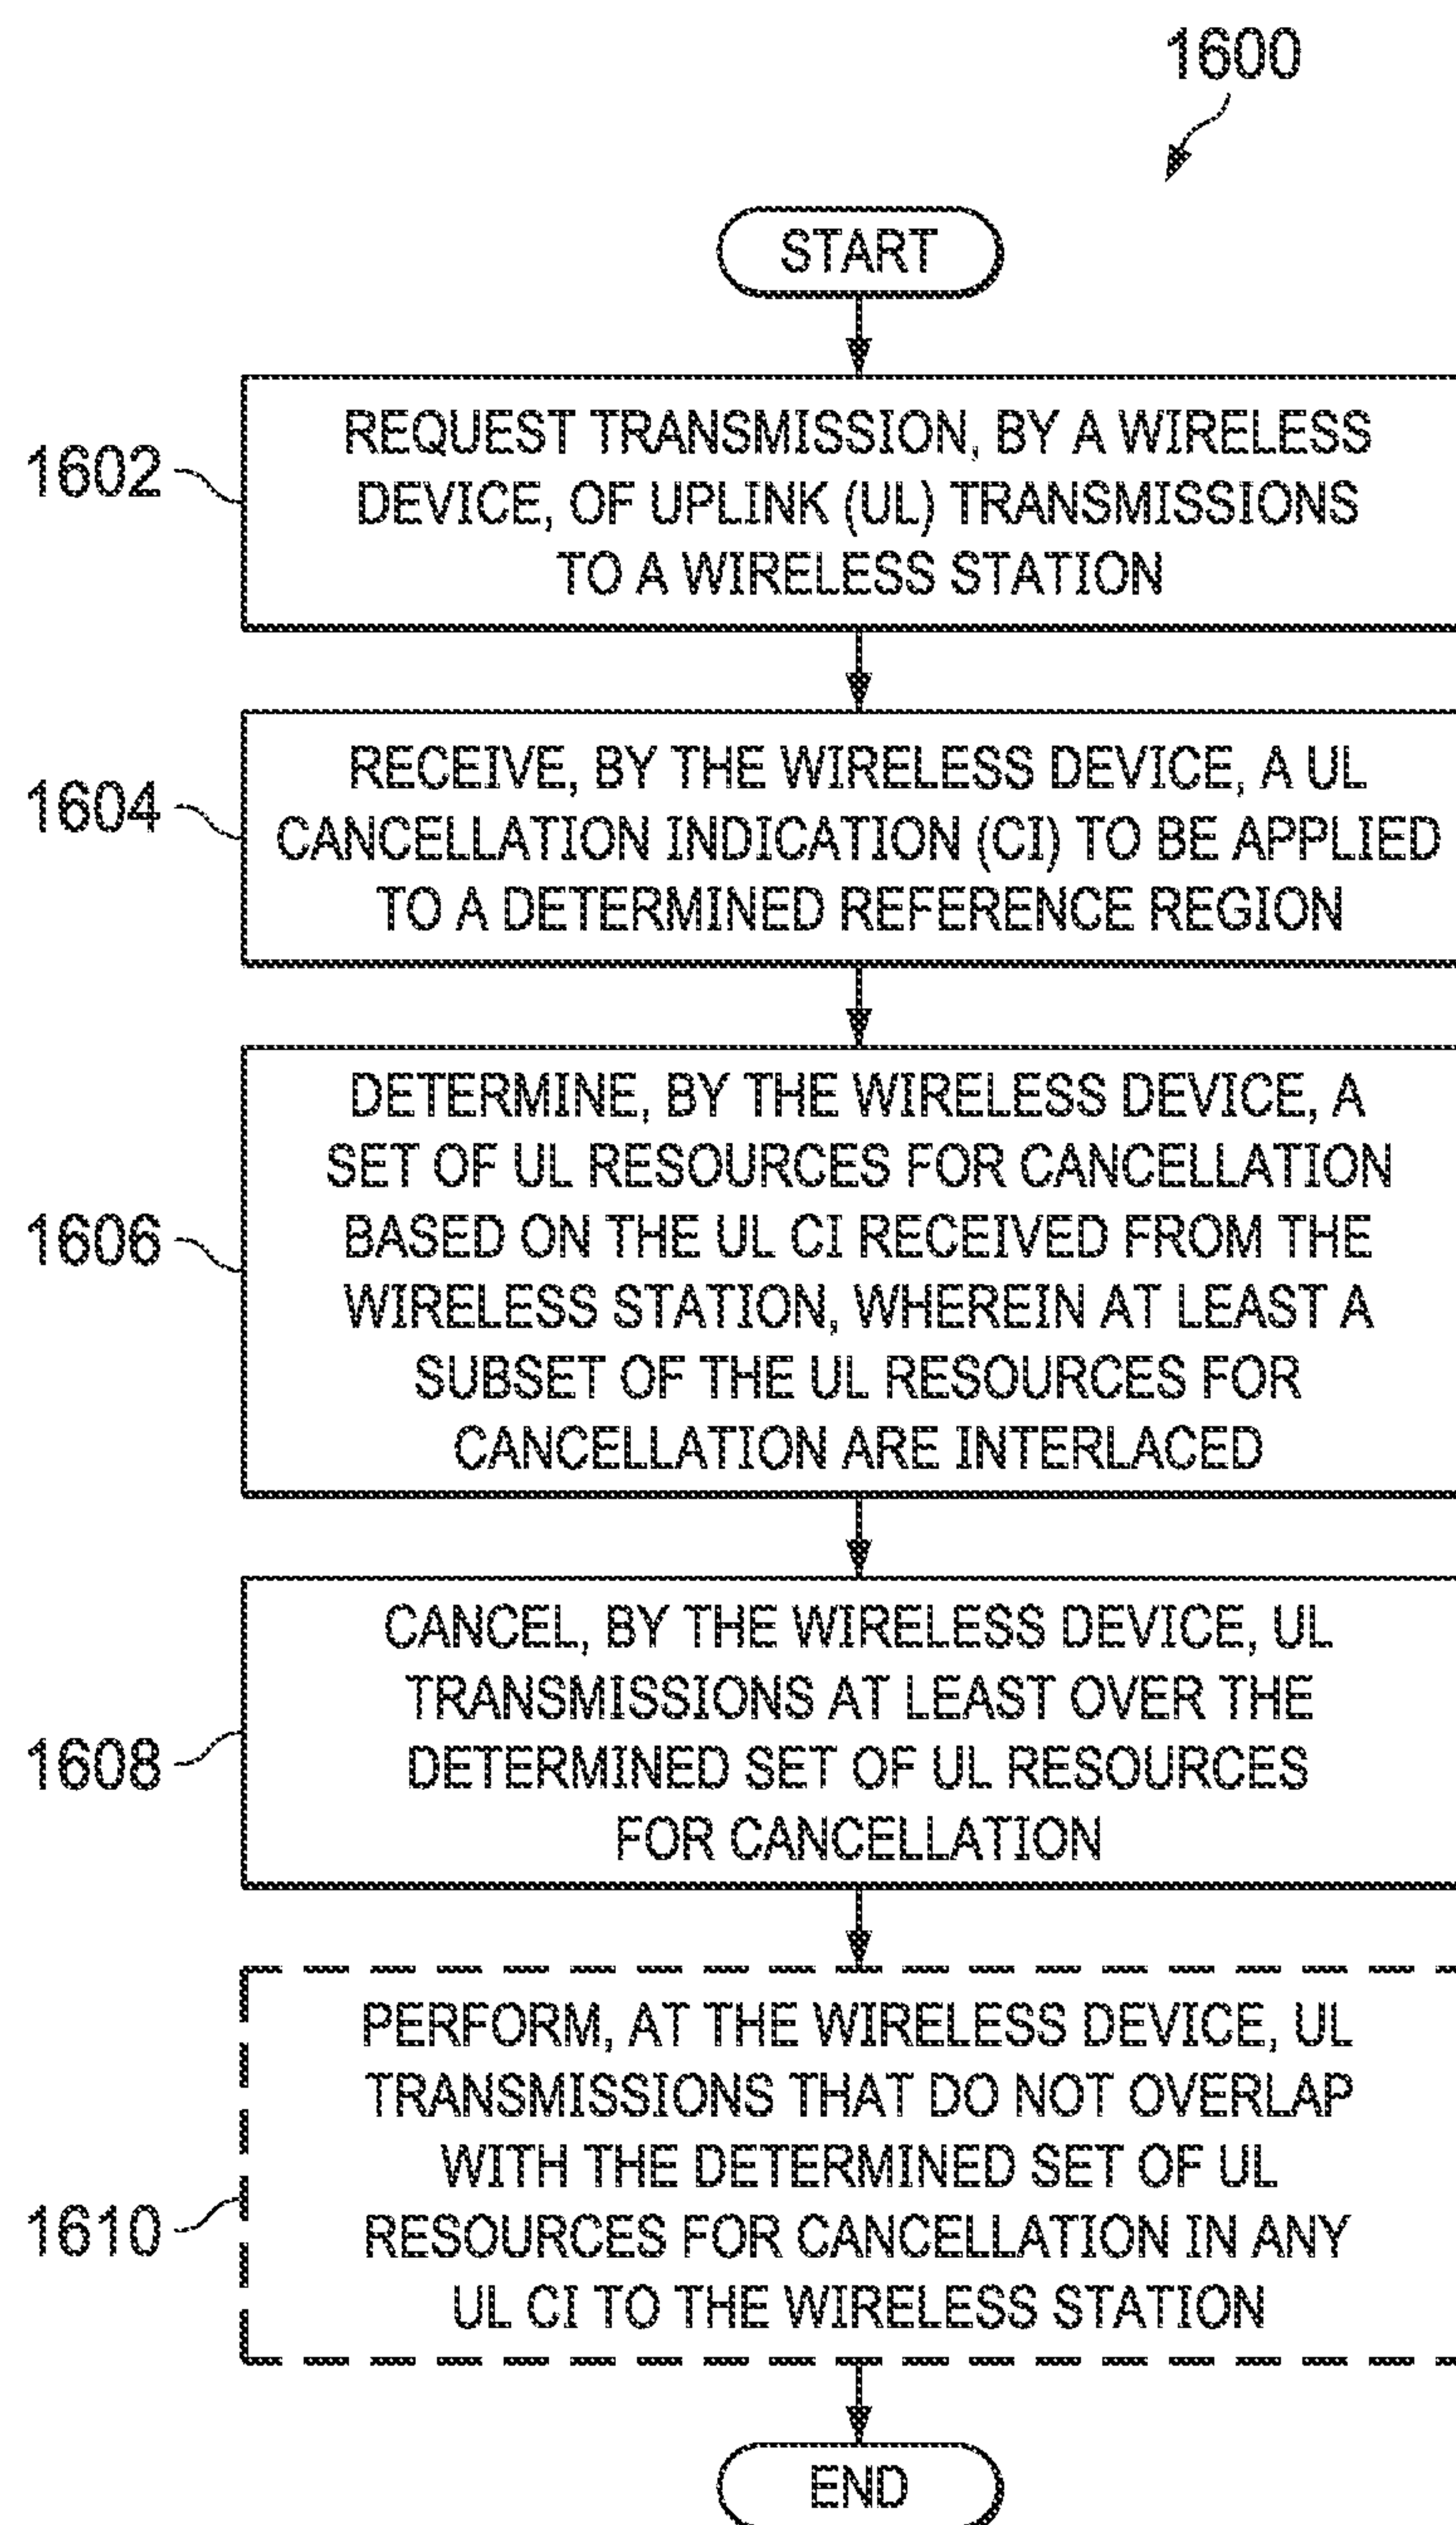 1600
START
1602
REQUEST TRANSMISSION, BY A WIRELESS
DEVICE, OF UPLINK (UL) TRANSMISSIONS
TO A WIRELESS STATION
1604
RECEIVE, BY THE WIRELESS DEVICE, A UL
CANCELLATION INDICATION (CI) TO BE APPLIED
TO A DETERMINED REFERENCE REGION
1606
DETERMINE, BY THE WIRELESS DEVICE, A
SET OF UL RESOURCES FOR CANCELLATION
BASED ON THE UL CI RECEIVED FROM THE
WIRELESS STATION, WHEREIN AT LEAST A
SUBSET OF THE UL RESOURCES FOR
CANCELLATION ARE INTERLACED
1608
CANCEL, BY THE WIRELESS DEVICE, UL
TRANSMISSIONS AT LEAST OVER THE
DETERMINED SET OF UL RESOURCES
FOR CANCELLATION
1610
PERFORM, AT THE WIRELESS DEVICE, UL
TRANSMISSIONS THAT DO NOT OVERLAP
WITH THE DETERMINED SET OF UL
RESOURCES FOR CANCELLATION IN ANY
UL CI TO THE WIRELESS STATION
END